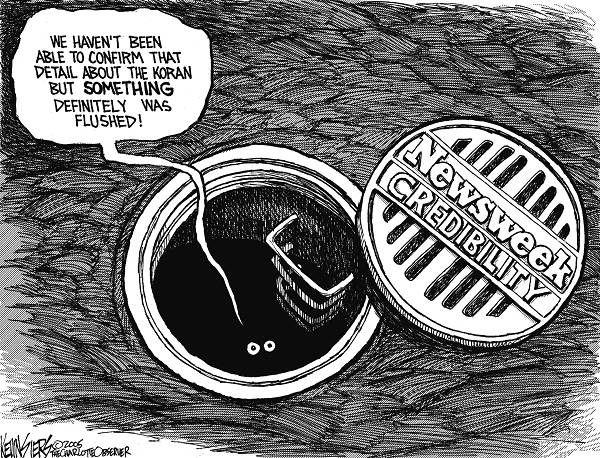 WE HAVEN'T BEEN
ABLE TO CONFIRM THAT
DETAIL ABOUT THE KORAN
BUT SOMETHING
DEFINITELY WAS
FLUSHED!
Newsweek
CREDIBILITY
KEVIN SIERS ©2005
THE CHARLOTTE OBSERVER